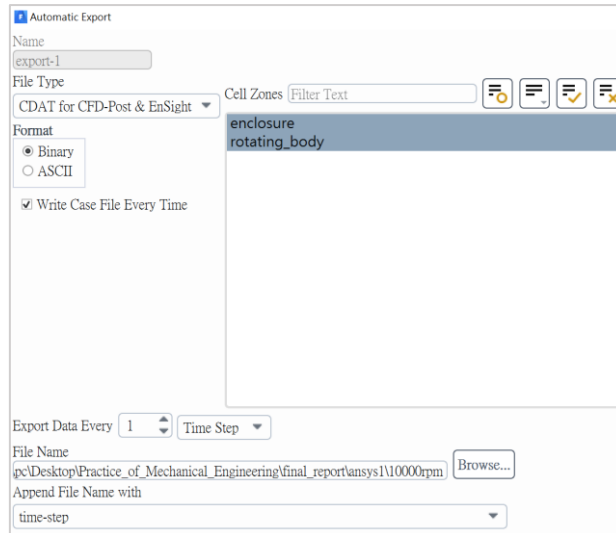 Automatic Export
Name
export-1
File Type
CDAT for CFD-Post & EnSight
Cell Zones Filter Text
Format
Binary
ASCII
Write Case File Every Time
enclosure
rotating_body
Export Data Every 1 Time Step
File Name
pc\Desktop\Practice_of_Mechanical_Engineering\final_report\ansys1\10000rpm Browse...
Append File Name with
time-step